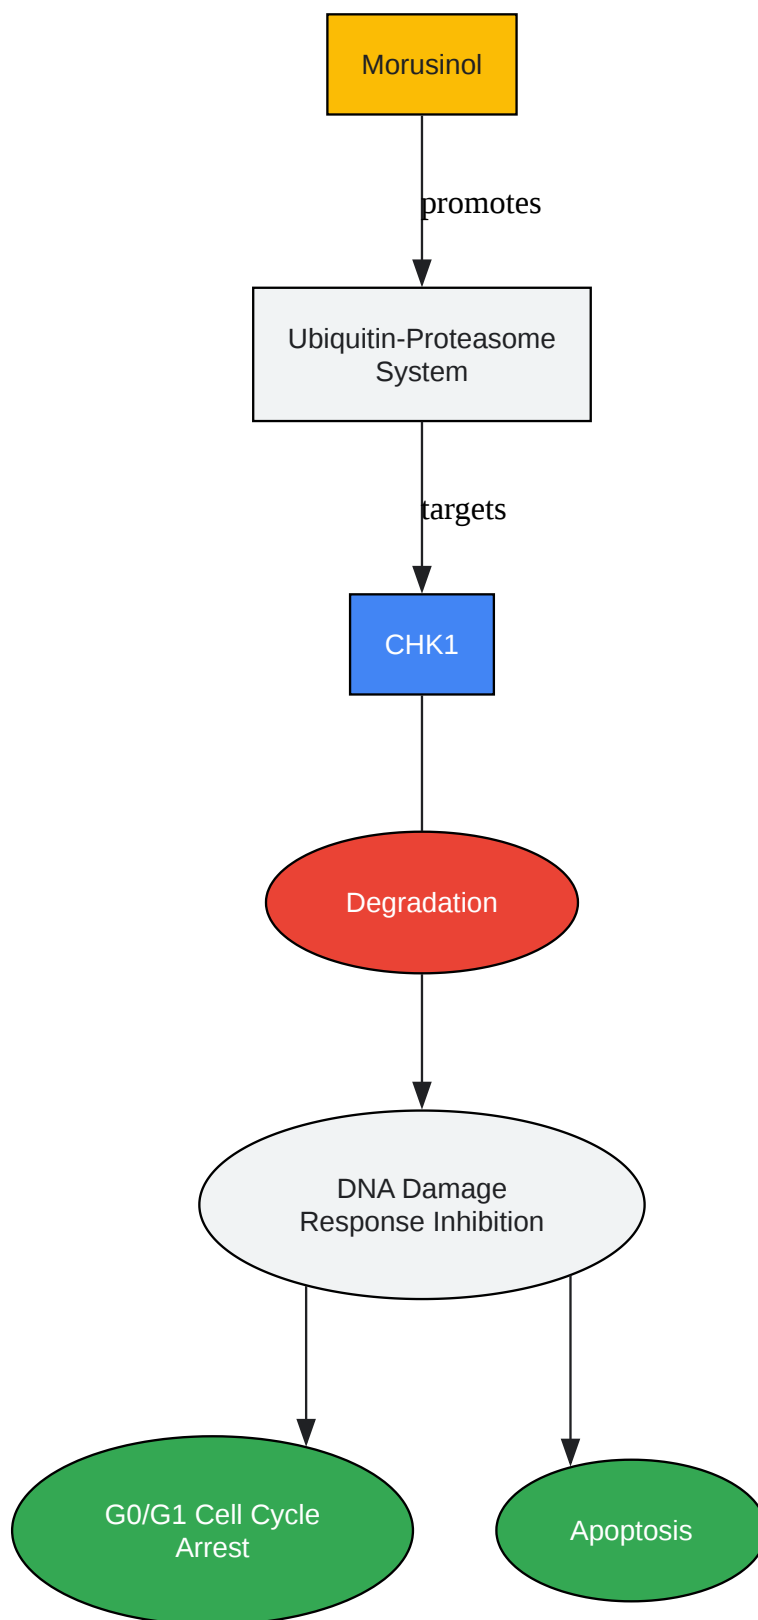 Morusinol
promotes
Ubiquitin-Proteasome
System
targets
CHK1
Degradation
DNA Damage
Response Inhibition
G0/G1 Cell Cycle
Arrest
Apoptosis